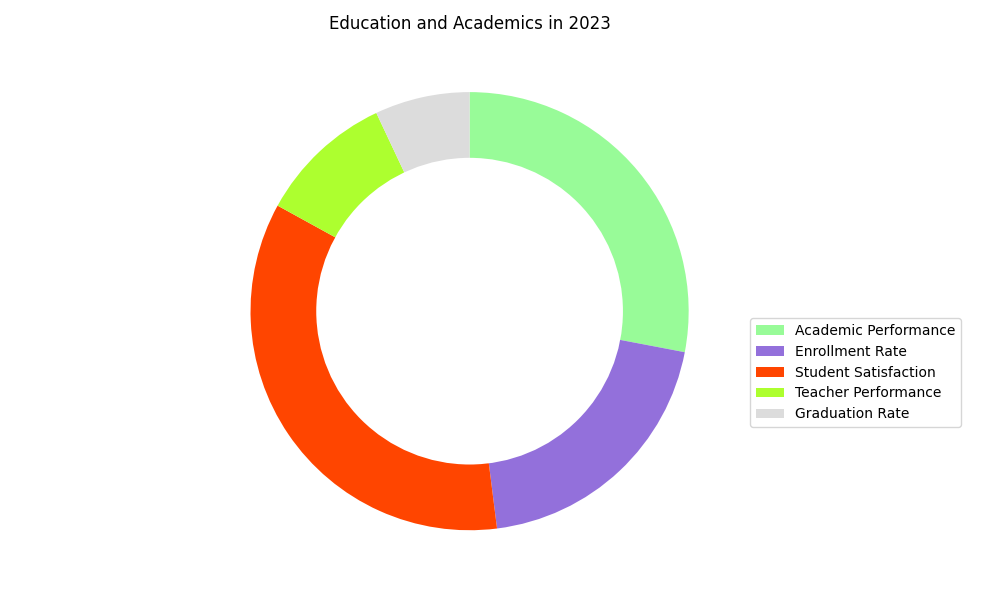 Education and Academics in 2023
Academic Performance
Enrollment Rate
Student Satisfaction
Teacher Performance
Graduation Rate